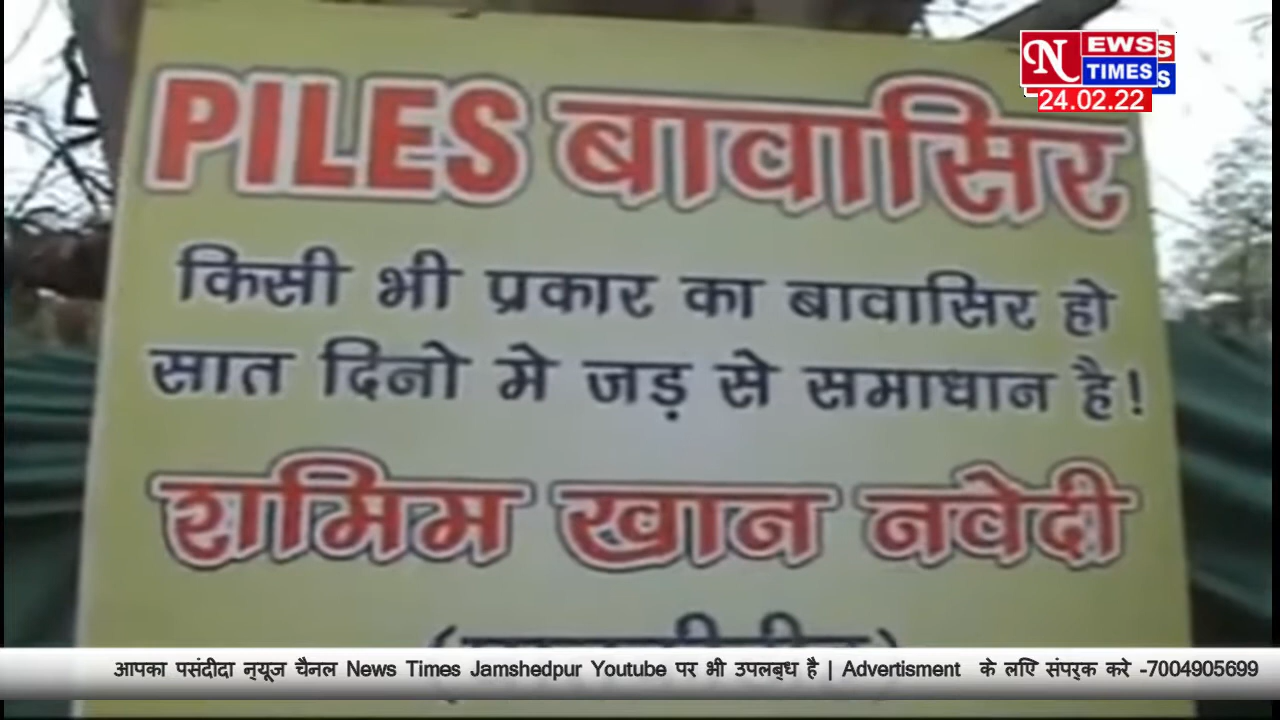 NEWS
TIMES
24.02.22
PILES बावासिर
किसी भी प्रकार का बावासिर हो
सात दिनो मे जड़ से समाधान है!
शमिम खान नवेदी
आपका पसंदीदा न्यूज चैनल News Times Jamshedpur Youtube पर भी उपलब्ध है | Advertisment के लिए संपर्क करे -7004905699